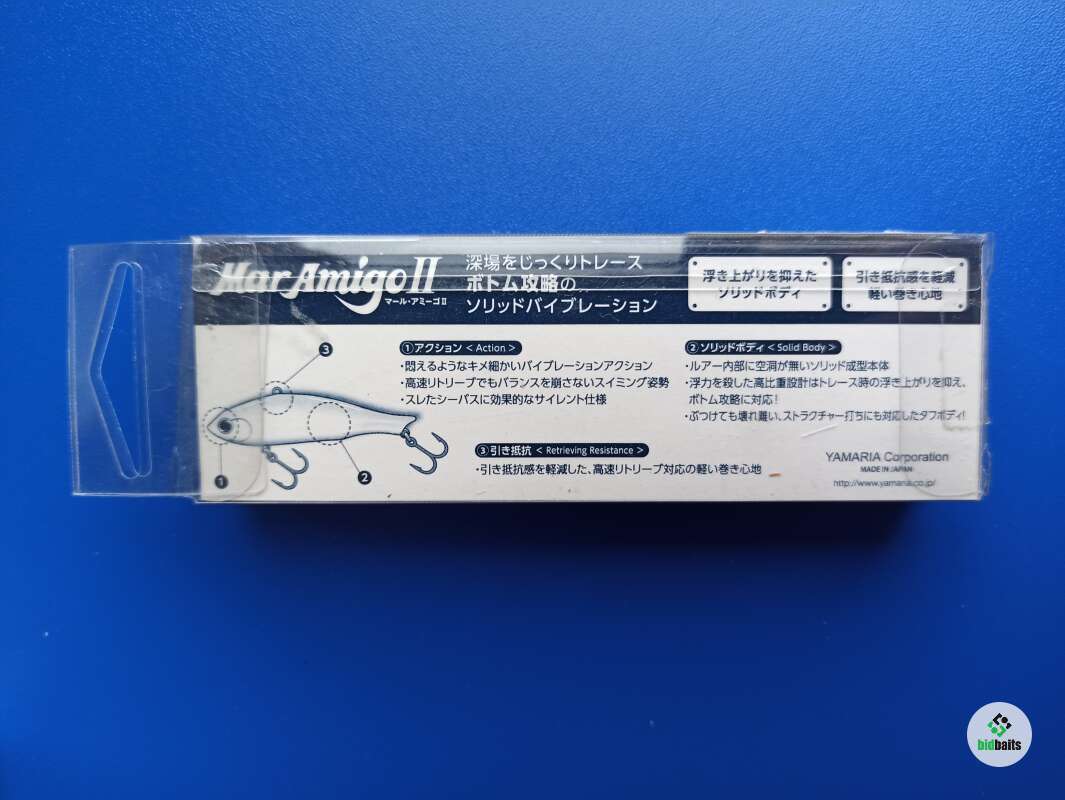 Mar Amigo II
マール・アミーゴⅡ
深場をじっくりトレース
ボトム攻略の
ソリッドバイブレーション
浮き上がりを抑えた
ソリッドボディ
引き抵抗感を軽減
軽い巻き心地
③
①
②
①アクション < Action >
・悶えるようなキメ細かいバイブレーションアクション
・高速リトリーブでもバランスを崩さないスイミング姿勢
・スレたシーバスに効果的なサイレント仕様
②ソリッドボディ < Solid Body >
・ルアー内部に空洞が無いソリッド成型本体
・浮力を殺した高比重設計はトレース時の浮き上がりを抑え、
ボトム攻略に対応!
・ぶつけても壊れ難い、ストラクチャー打ちにも対応したタフボディ!
③引き抵抗 < Retrieving Resistance >
・引き抵抗感を軽減した、高速リトリーブ対応の軽い巻き心地
YAMARIA Corporation
MADE IN JAPAN
http://www.yamaria.co.jp/
bidbaits